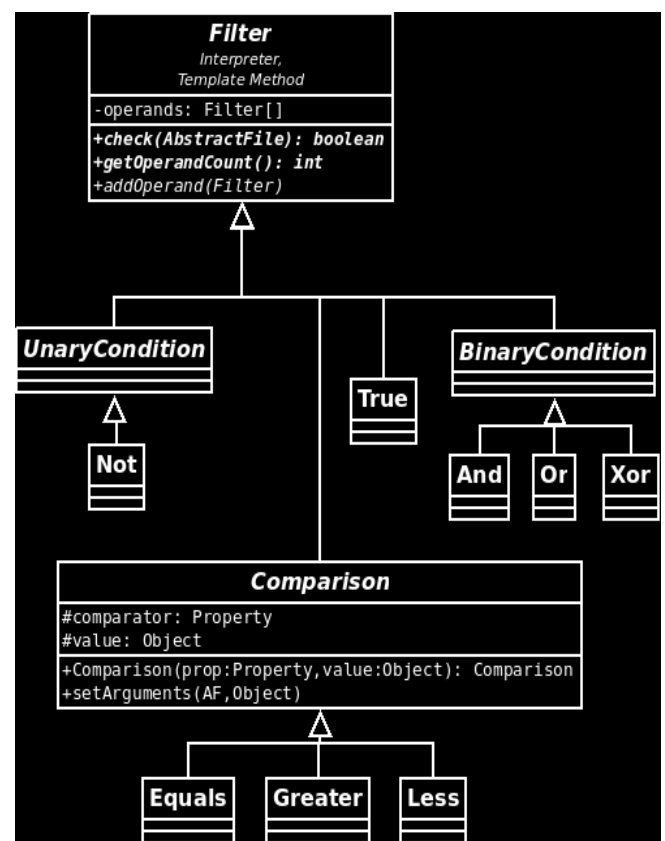 Filter
Interpreter,
Template Method
-operands: Filter[]
+check(AbstractFile): boolean
+getOperandCount(): int
+addOperand(Filter)
UnaryCondition
BinaryCondition
True
Not
And
Or
Xor
Comparison
#comparator: Property
#value: Object
+Comparison(prop:Property,value:Object): Comparison
+setArguments(AF,Object)
Equals
Greater
Less